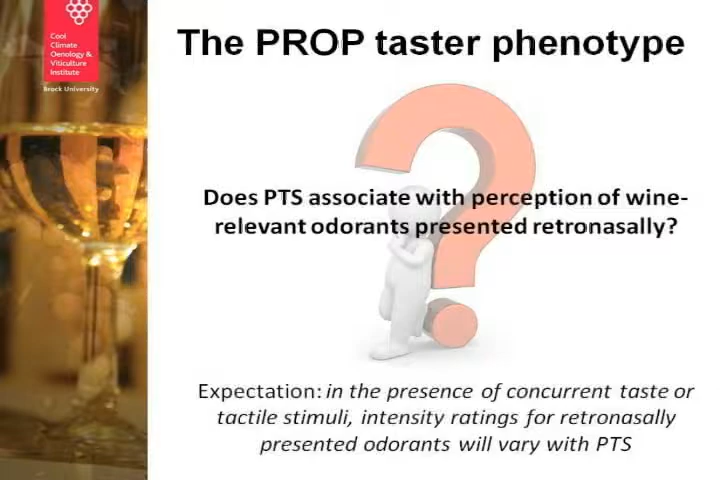 Cool
Climate
Oenology &
Viticulture
Institute
Brock University
The PROP taster phenotype
Does PTS associate with perception of wine-
relevant odorants presented retronasally?
Expectation: in the presence of concurrent taste or
tactile stimuli, intensity ratings for retronasally
presented odorants will vary with PTS